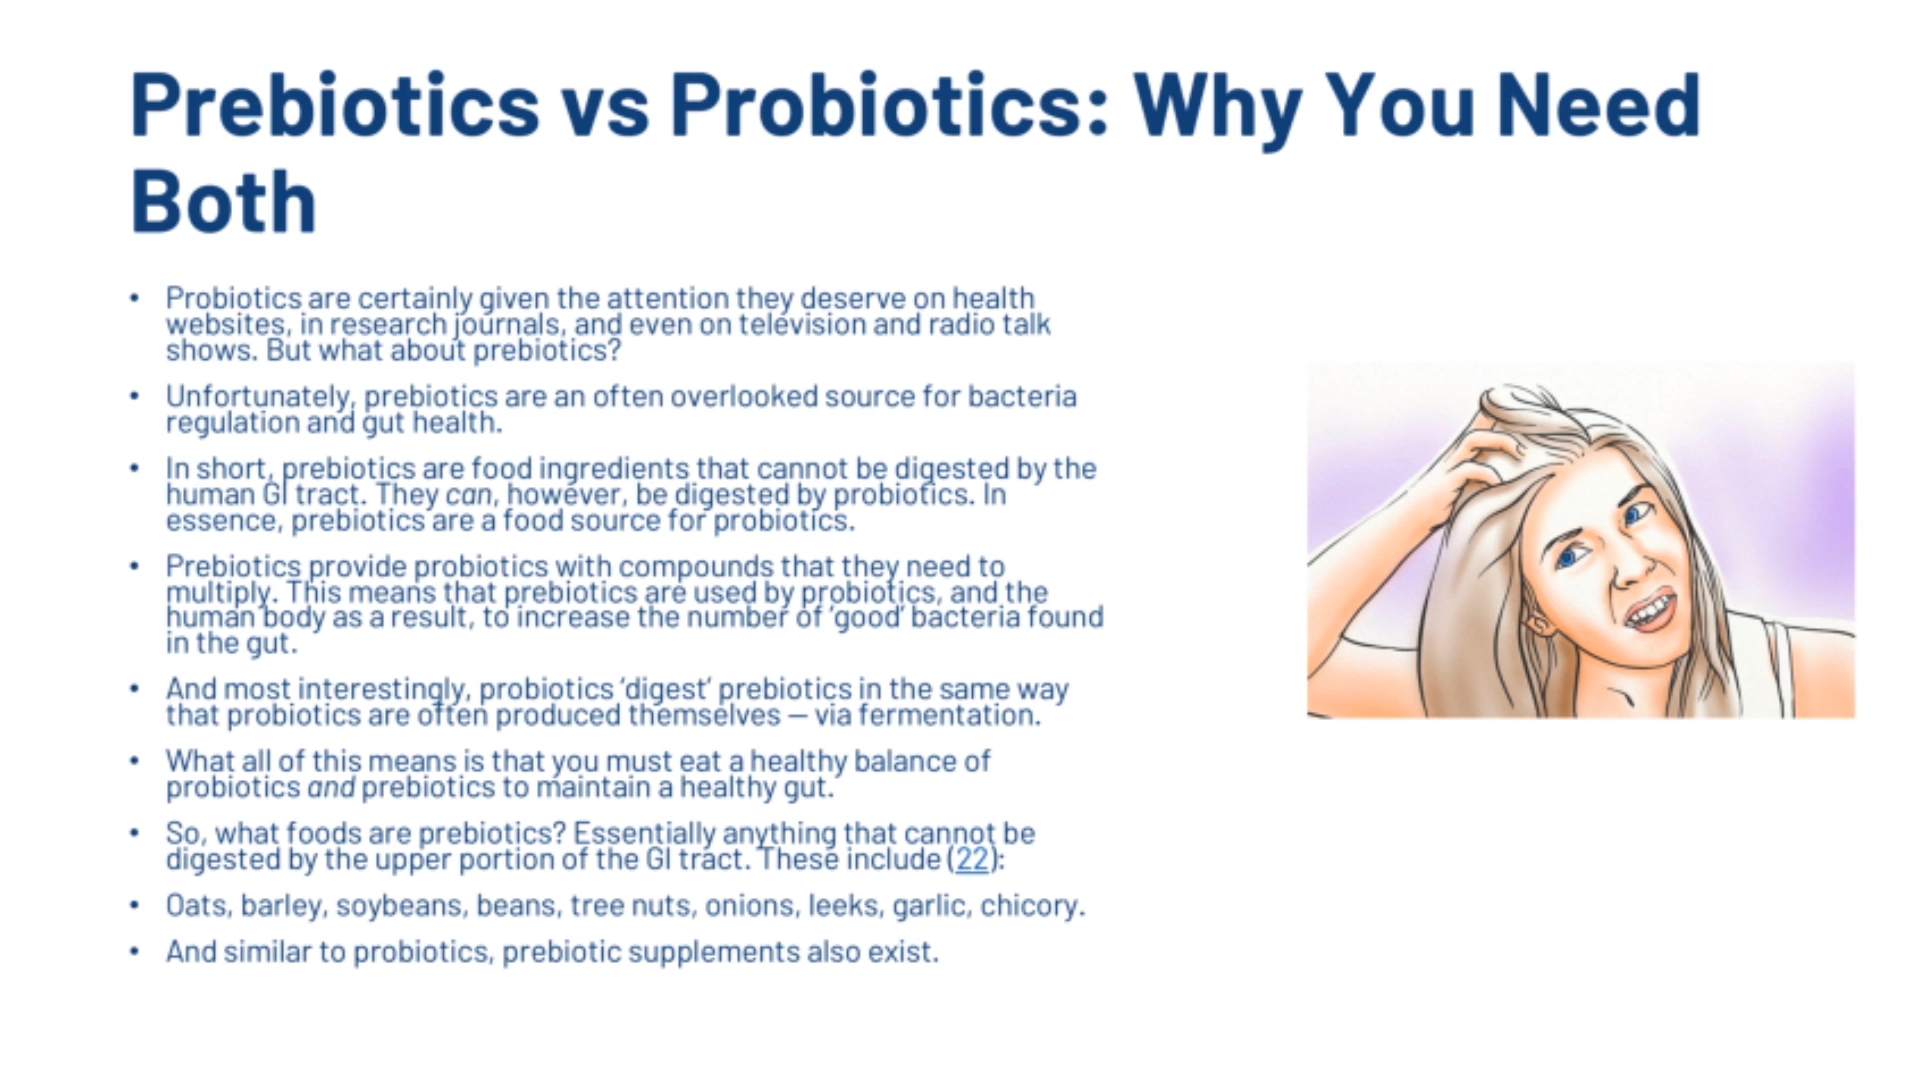 Prebiotics vs Probiotics: Why You Need
Both
• Probiotics are certainly given the attention they deserve on health
websites, in research journals, and even on television and radio talk
shows. But what about prebiotics?
• Unfortunately, prebiotics are an often overlooked source for bacteria
regulation and gut health.
• In short, prebiotics are food ingredients that cannot be digested by the
human GI tract. They can, however, be digested by probiotics. In
essence, prebiotics are a food source for probiotics.
• Prebiotics provide probiotics with compounds that they need to
multiply. This means that prebiotics are used by probiotics, and the
human body as a result, to increase the number of ‘good’ bacteria found
in the gut.
• And most interestingly, probiotics ‘digest’ prebiotics in the same way
that probiotics are often produced themselves – via fermentation.
• What all of this means is that you must eat a healthy balance of
probiotics and prebiotics to maintain a healthy gut.
• So, what foods are prebiotics? Essentially anything that cannot be
digested by the upper portion of the GI tract. These include (22):
• Oats, barley, soybeans, beans, tree nuts, onions, leeks, garlic, chicory.
• And similar to probiotics, prebiotic supplements also exist.